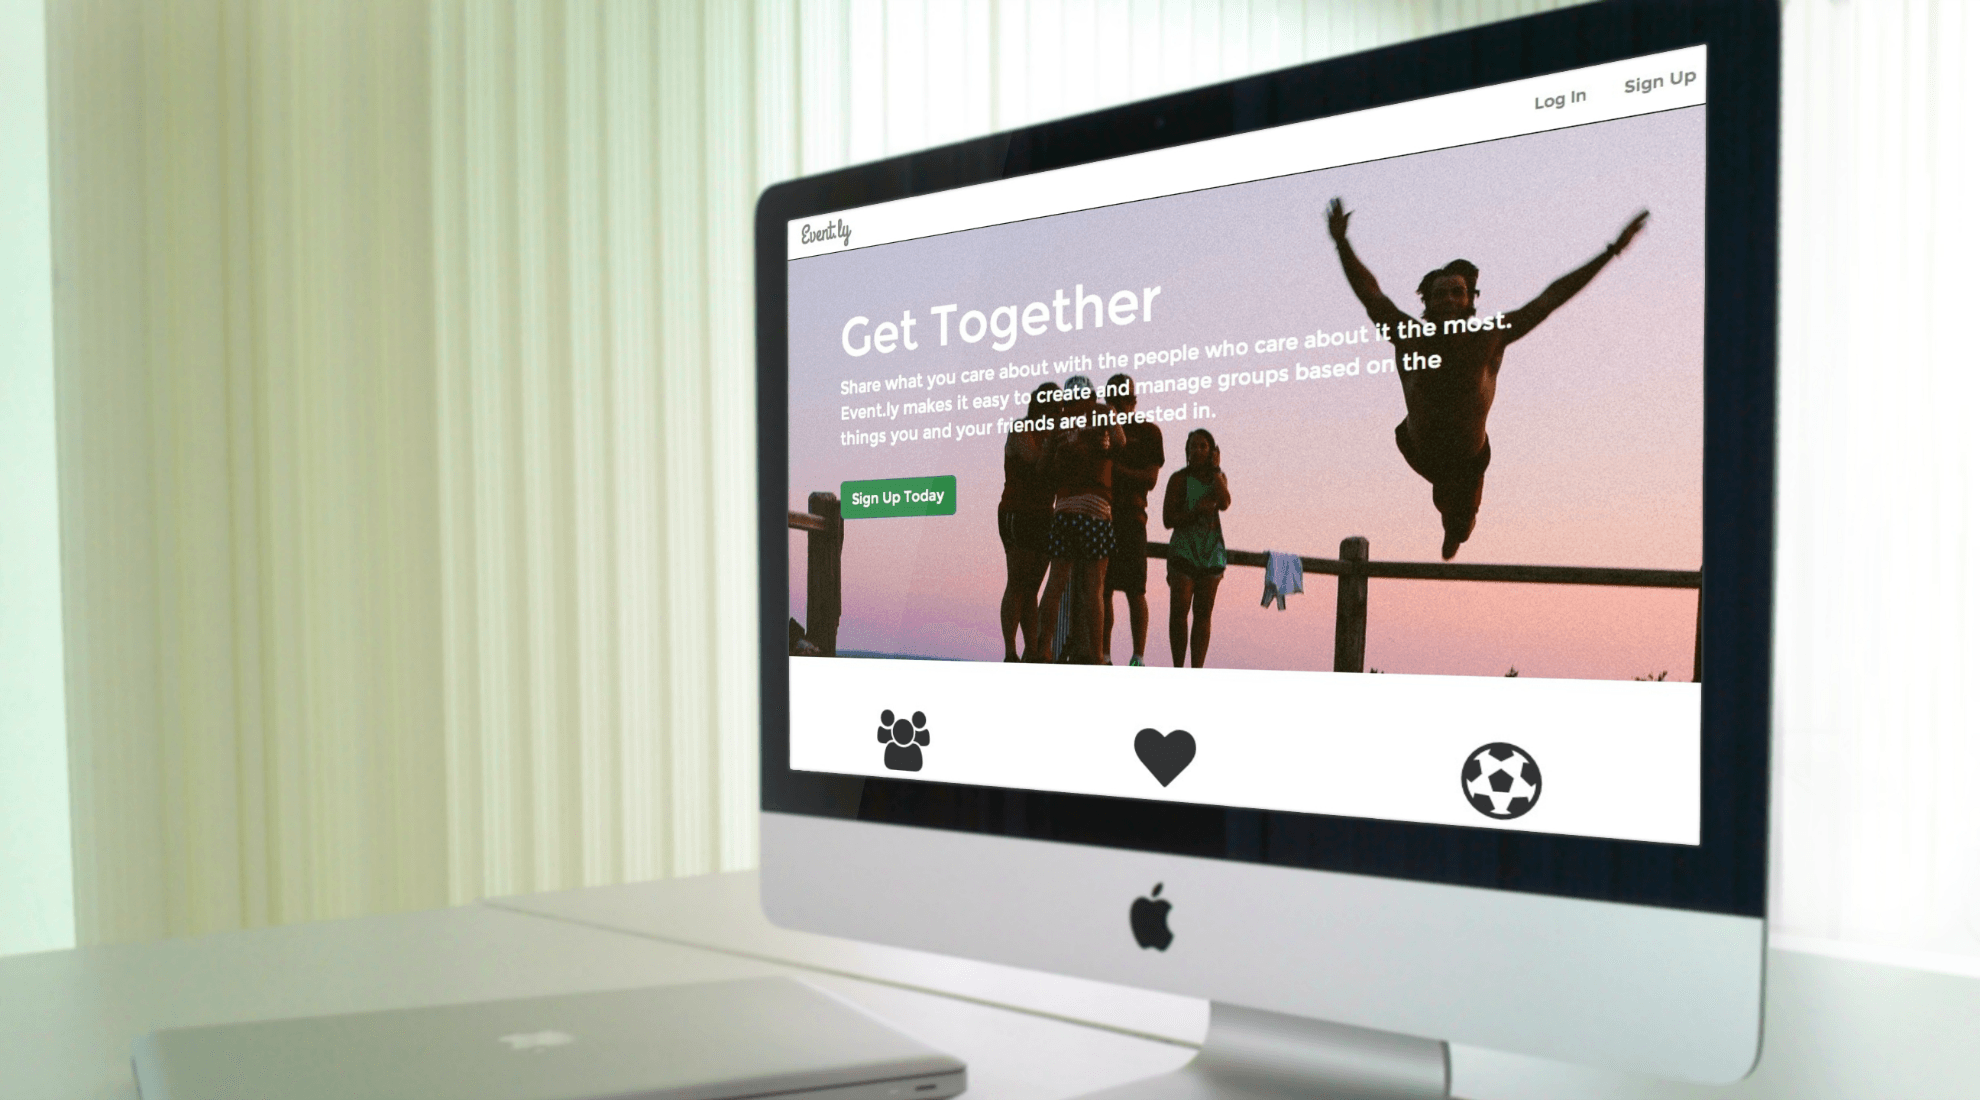 Log In
Sign Up
Event.ly
Get Together
Share what you care about with the people who care about it the most.
Event.ly makes it easy to create and manage groups based on the
things you and your friends are interested in.
Sign Up Today